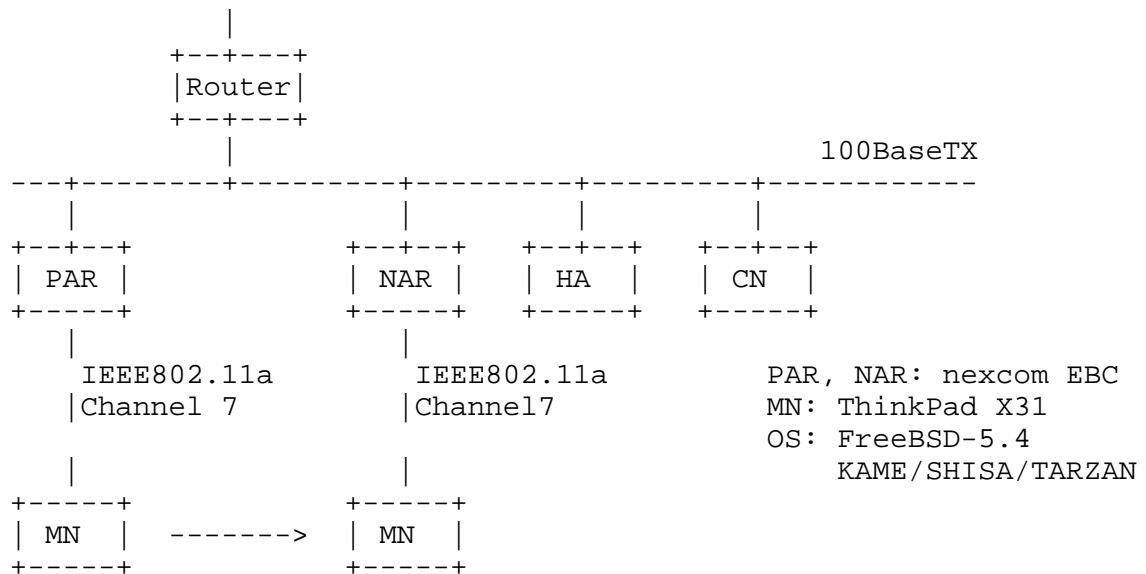 Router
100BaseTX
PAR NAR HA CN
IEEE802.11a IEEE802.11a PAR, NAR: nexcom EBC
Channel 7 Channel7 MN: ThinkPad X31
OS: FreeBSD-5.4
KAME/SHISA/TARZAN
MN MN